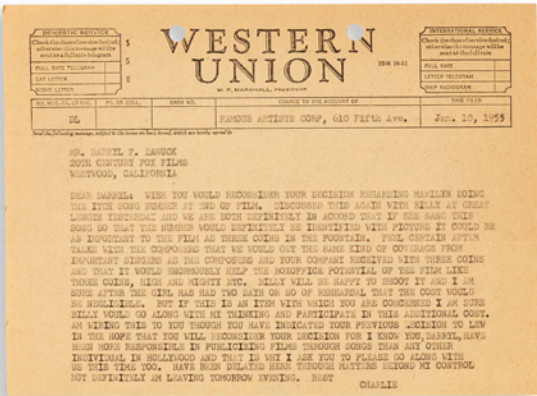 DOMESTIC SERVICE
Check the class of service desired;
otherwise this message will be
sent as a full rate telegram
FULL RATE TELEGRAM
DAY LETTER
NIGHT LETTER
$
S
E
WESTERN
UNION
W. P. MARSHALL, PRESIDENT
INTERNATIONAL SERVICE
Check the class of service desired;
otherwise the message will be
sent at the full rate
FULL RATE
LETTER TELEGRAM
SHIP RADIOGRAM
PD. OR COLL.
CASH NO.
CHARGE TO THE ACCOUNT OF
TIME FILED
DL
FAMOUS ARTISTS CORP, 610 Fifth Ave.
Jan. 10, 1955
Send the following message, subject to the terms on back hereof, which are hereby agreed to
MR. DARRYL F. ZANUCK
20TH CENTURY FOX FILMS
WESTWOOD, CALIFORNIA
DEAR DARRIL: WISH YOU WOULD RECONSIDER YOUR DECISION REGARDING MARILYN DOING
THE ITCH SONG NUMBER AT END OF FILM. DISCUSSED THIS AGAIN WITH BILLY AT GREAT
LENGTH YESTERDAY AND WE ARE BOTH DEFINITELY IN ACCORD THAT IF SHE SANG THIS
SONG SO THAT THE NUMBER WOULD DEFINITELY BE IDENTIFIED WITH PICTURE IT COULD BE
AS IMPORTANT TO THE FILM AS THREE COINS IN THE FOUNTAIN. FEEL CERTAIN AFTER
TALKS WITH THE COMPOSERS THAT WE WOULD GET THE SAME KIND OF COVERAGE FROM
IMPORTANT SINGERS AS THE COMPOSERS AND YOUR COMPANY RECEIVED WITH THREE COINS
AND THAT IT WOULD ENORMOUSLY HELP THE BOXOFFICE POTENTIAL OF THE FILM LIKE
THREE COINS, HIGH AND MIGHTY ETC. BILLY WILL BE HAPPY TO SHOOT IT AND I AM
SURE AFTER THE GIRL HAS HAD TWO DAYS OR SO OF REHEARSAL THAT THE COST WOULD
BE NEGLIGIBLE. BUT IF THIS IS AN ITEM WITH WHICH YOU ARE CONCERNED I AM SURE
BILLY WOULD GO ALONG WITH MY THINKING AND PARTICIPATE IN THIS ADDITIONAL COST.
AM WIRING THIS TO YOU THOUGH YOU HAVE INDICATED YOUR PREVIOUS DECISION TO LEW
IN THE HOPE THAT YOU WILL RECONSIDER YOUR DECISION FOR I KNOW YOU, DARRYL, HAVE
BEEN MORE RESPONSIBLE IN PUBLICIZING FILMS THROUGH SONGS THAN ANY OTHER
INDIVIDUAL IN HOLLYWOOD AND THAT IS WHY I ASK YOU TO PLEASE GO ALONG WITH
US THIS TIME TOO. HAVE BEEN DELAYED HERE THROUGH MATTERS BEYOND MY CONTROL
BUT DEFINITELY AM LEAVING TOMORROW EVENING. BEST
CHARLIE